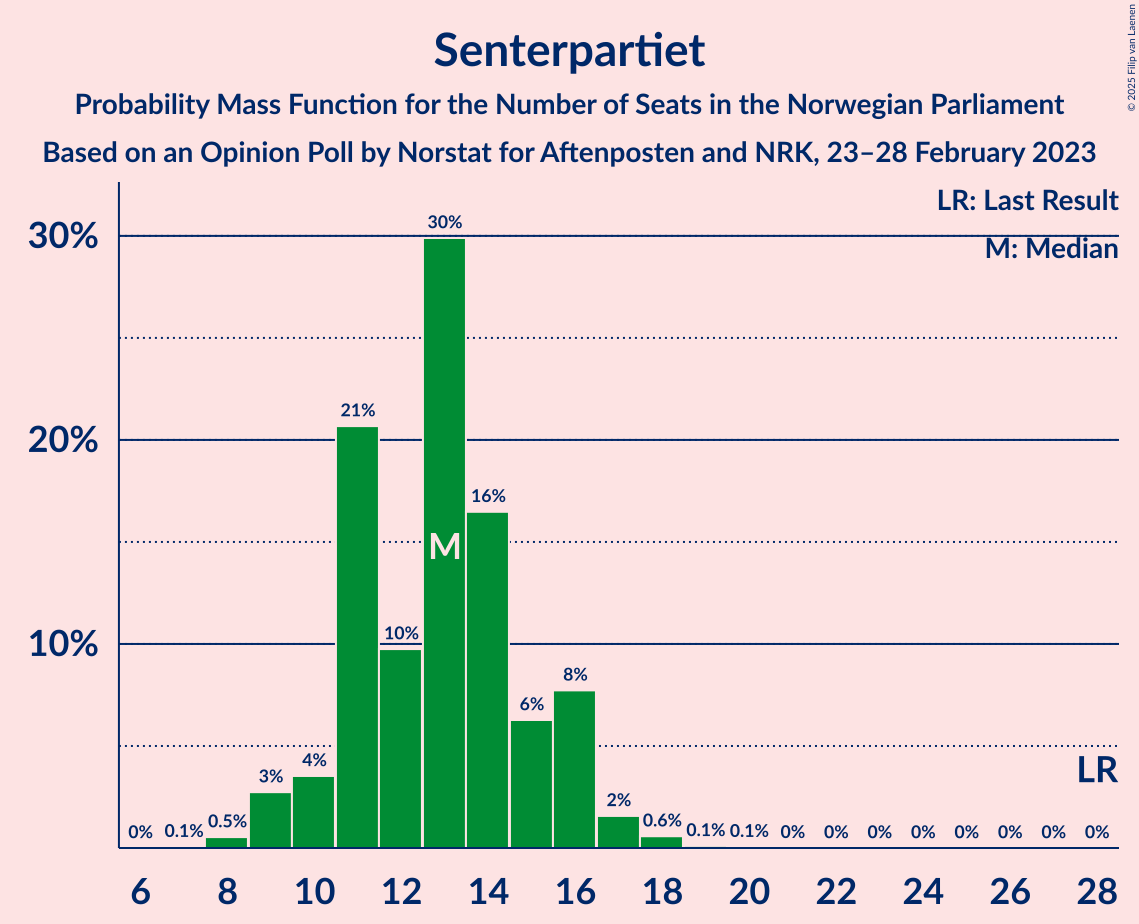 Senterpartiet
Probability Mass Function for the Number of Seats in the Norwegian Parliament
Based on an Opinion Poll by Norstat for Aftenposten and NRK, 23–28 February 2023
© 2025 Filip van Laenen
LR: Last Result
M: Median
30%
20%
10%
0% 0.1% 0.5% 3% 4% 21% 10% 30% 16% 6% 8% 2% 0.6% 0.1% 0.1% 0% 0% 0% 0% 0% 0% 0% 0%
M
LR
6 8 10 12 14 16 18 20 22 24 26 28